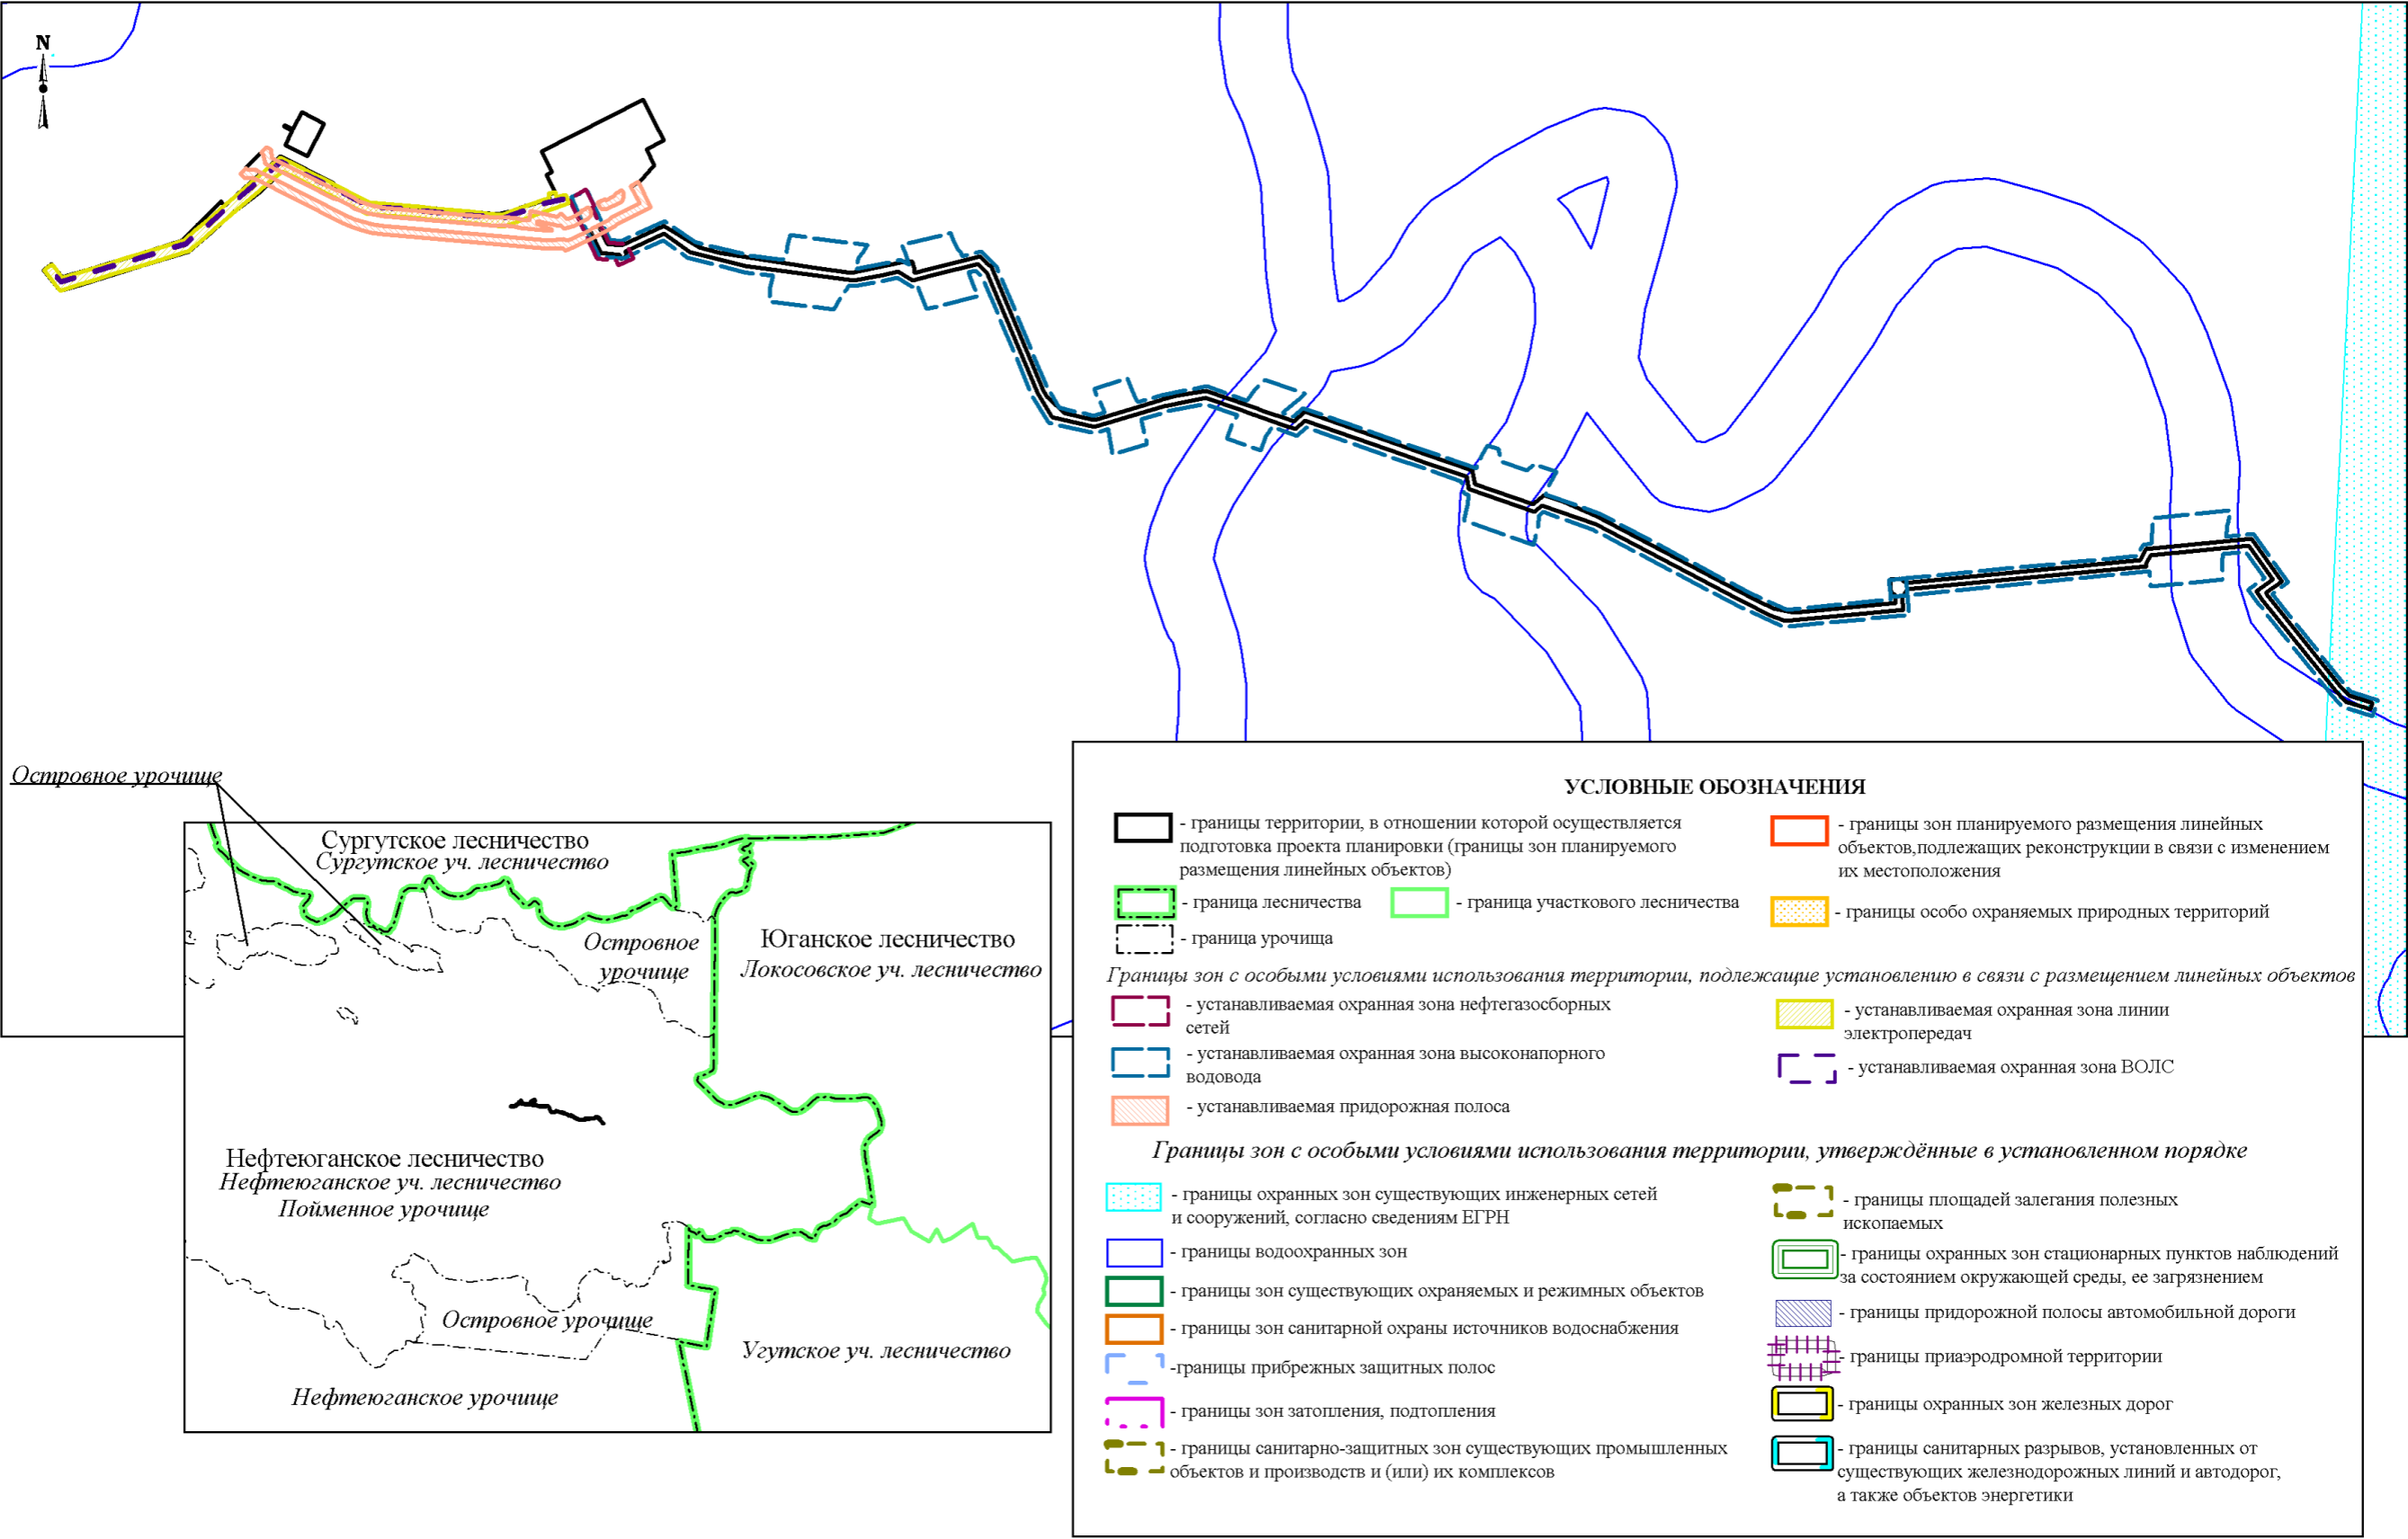 N
Островное урочище
Сургутское лесничество
Сургутское уч. лесничество
Островное
урочище
Юганское лесничество
Локосовское уч. лесничество
Нефтеюганское лесничество
Нефтеюганское уч. лесничество
Пойменное урочище
Островное урочище
Угутское уч. лесничество
Нефтеюганское урочище
УСЛОВНЫЕ ОБОЗНАЧЕНИЯ
- границы территории, в отношении которой осуществляется
подготовка проекта планировки (границы зон планируемого
размещения линейных объектов)
- границы зон планируемого размещения линейных
объектов,подлежащих реконструкции в связи с изменением
их местоположения
- граница лесничества
- граница участкового лесничества
- границы особо охраняемых природных территорий
- граница урочища
Границы зон с особыми условиями использования территории, подлежащие установлению в связи с размещением линейных объектов
- устанавливаемая охранная зона нефтегазосборных
сетей
- устанавливаемая охранная зона линии
электропередач
- устанавливаемая охранная зона высоконапорного
водовода
- устанавливаемая охранная зона ВОЛС
- устанавливаемая придорожная полоса
Границы зон с особыми условиями использования территории, утверждённые в установленном порядке
- границы охранных зон существующих инженерных сетей
и сооружений, согласно сведениям ЕГРН
- границы площадей залегания полезных
ископаемых
- границы водоохранных зон
- границы охранных зон стационарных пунктов наблюдений
за состоянием окружающей среды, ее загрязнением
- границы зон существующих охраняемых и режимных объектов
- границы придорожной полосы автомобильной дороги
- границы зон санитарной охраны источников водоснабжения
- границы приаэродромной территории
-границы прибрежных защитных полос
- границы охранных зон железных дорог
- границы зон затопления, подтопления
- границы санитарно-защитных зон существующих промышленных
объектов и производств и (или) их комплексов
- границы санитарных разрывов, установленных от
существующих железнодорожных линий и автодорог,
а также объектов энергетики